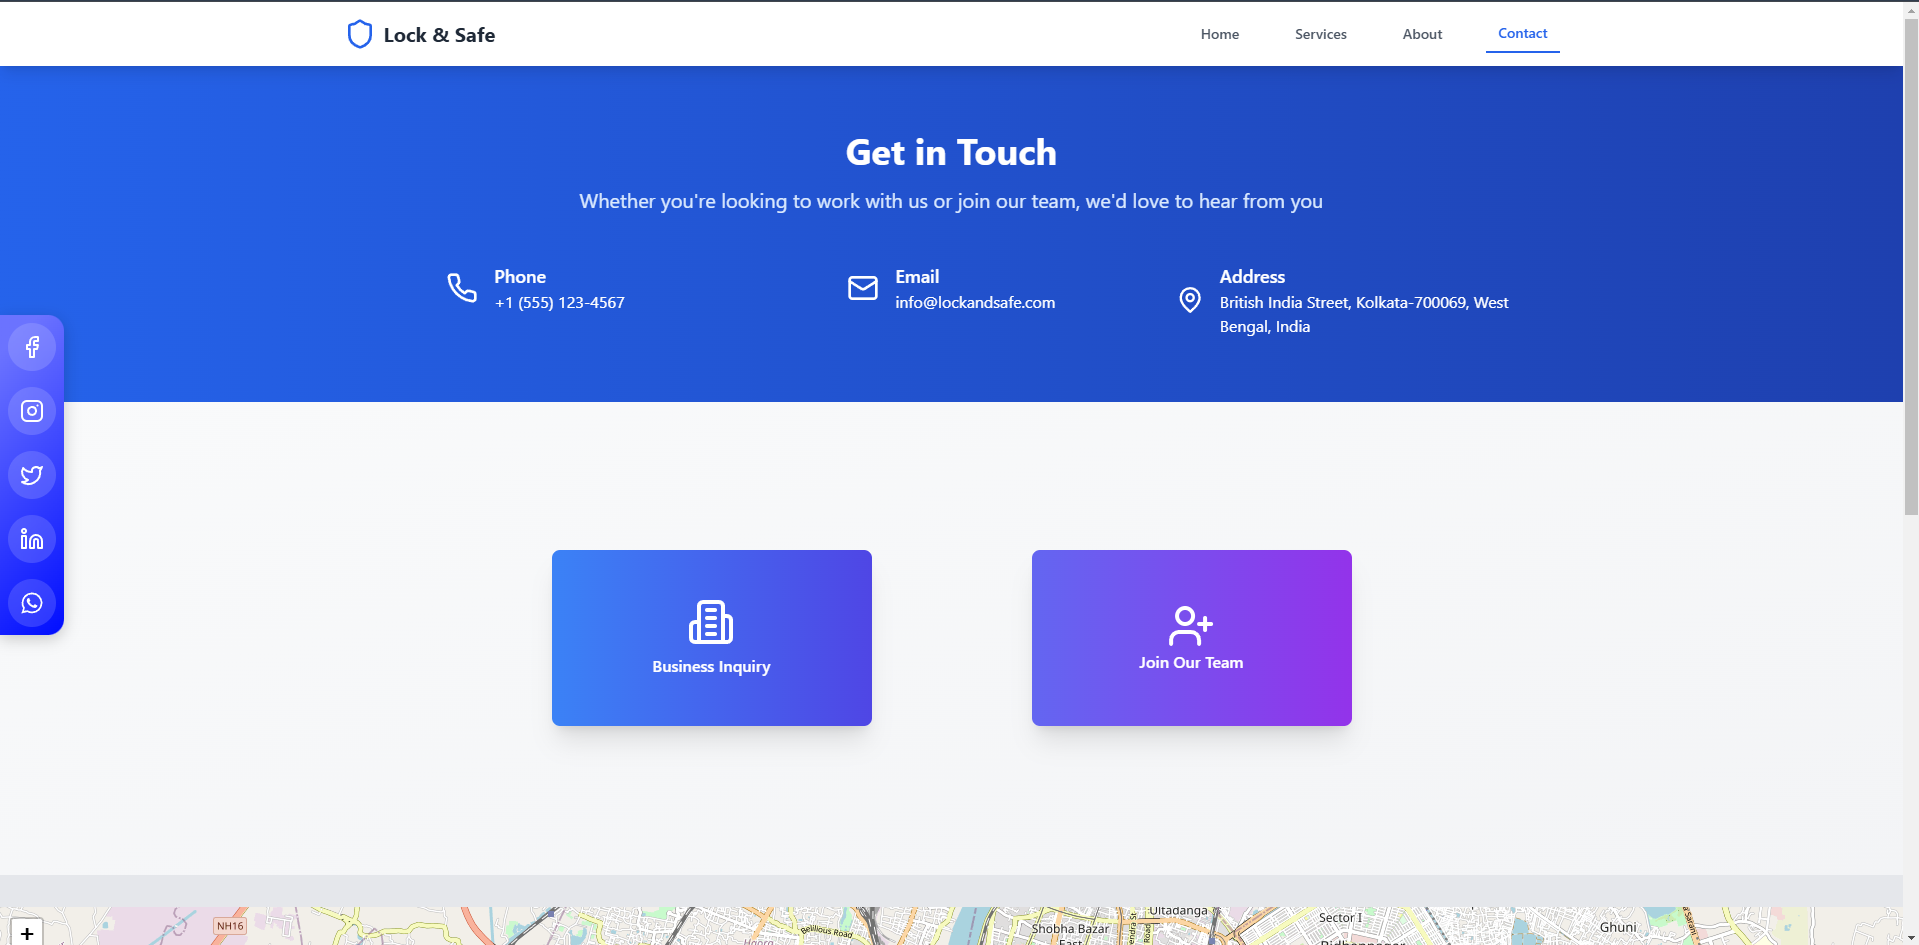 Lock & Safe
Home
Services
About
Contact
Get in Touch
Whether you're looking to work with us or join our team, we'd love to hear from you
Phone
+1 (555) 123-4567
Email
info@lockandsafe.com
Address
British India Street, Kolkata-700069, West
Bengal, India
Business Inquiry
Join Our Team
+
NH16
Belilious Road
Shobha Bazar
East
Ultadanga
Sector I
Ghuni